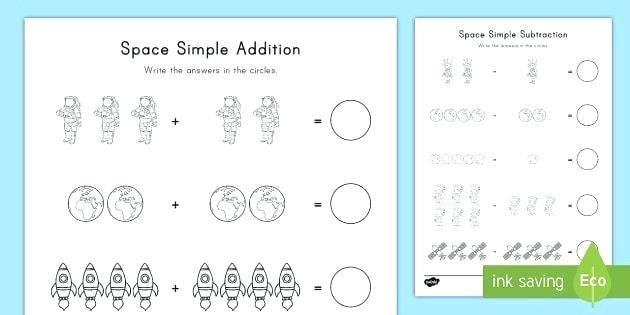 Space Simple Addition
Write the answers in the circles.
+ =
+ =
+ =
Space Simple Subtraction
Write the answers in the circles
- =
- =
- =
- =
- =
twinkl
ink saving Eco